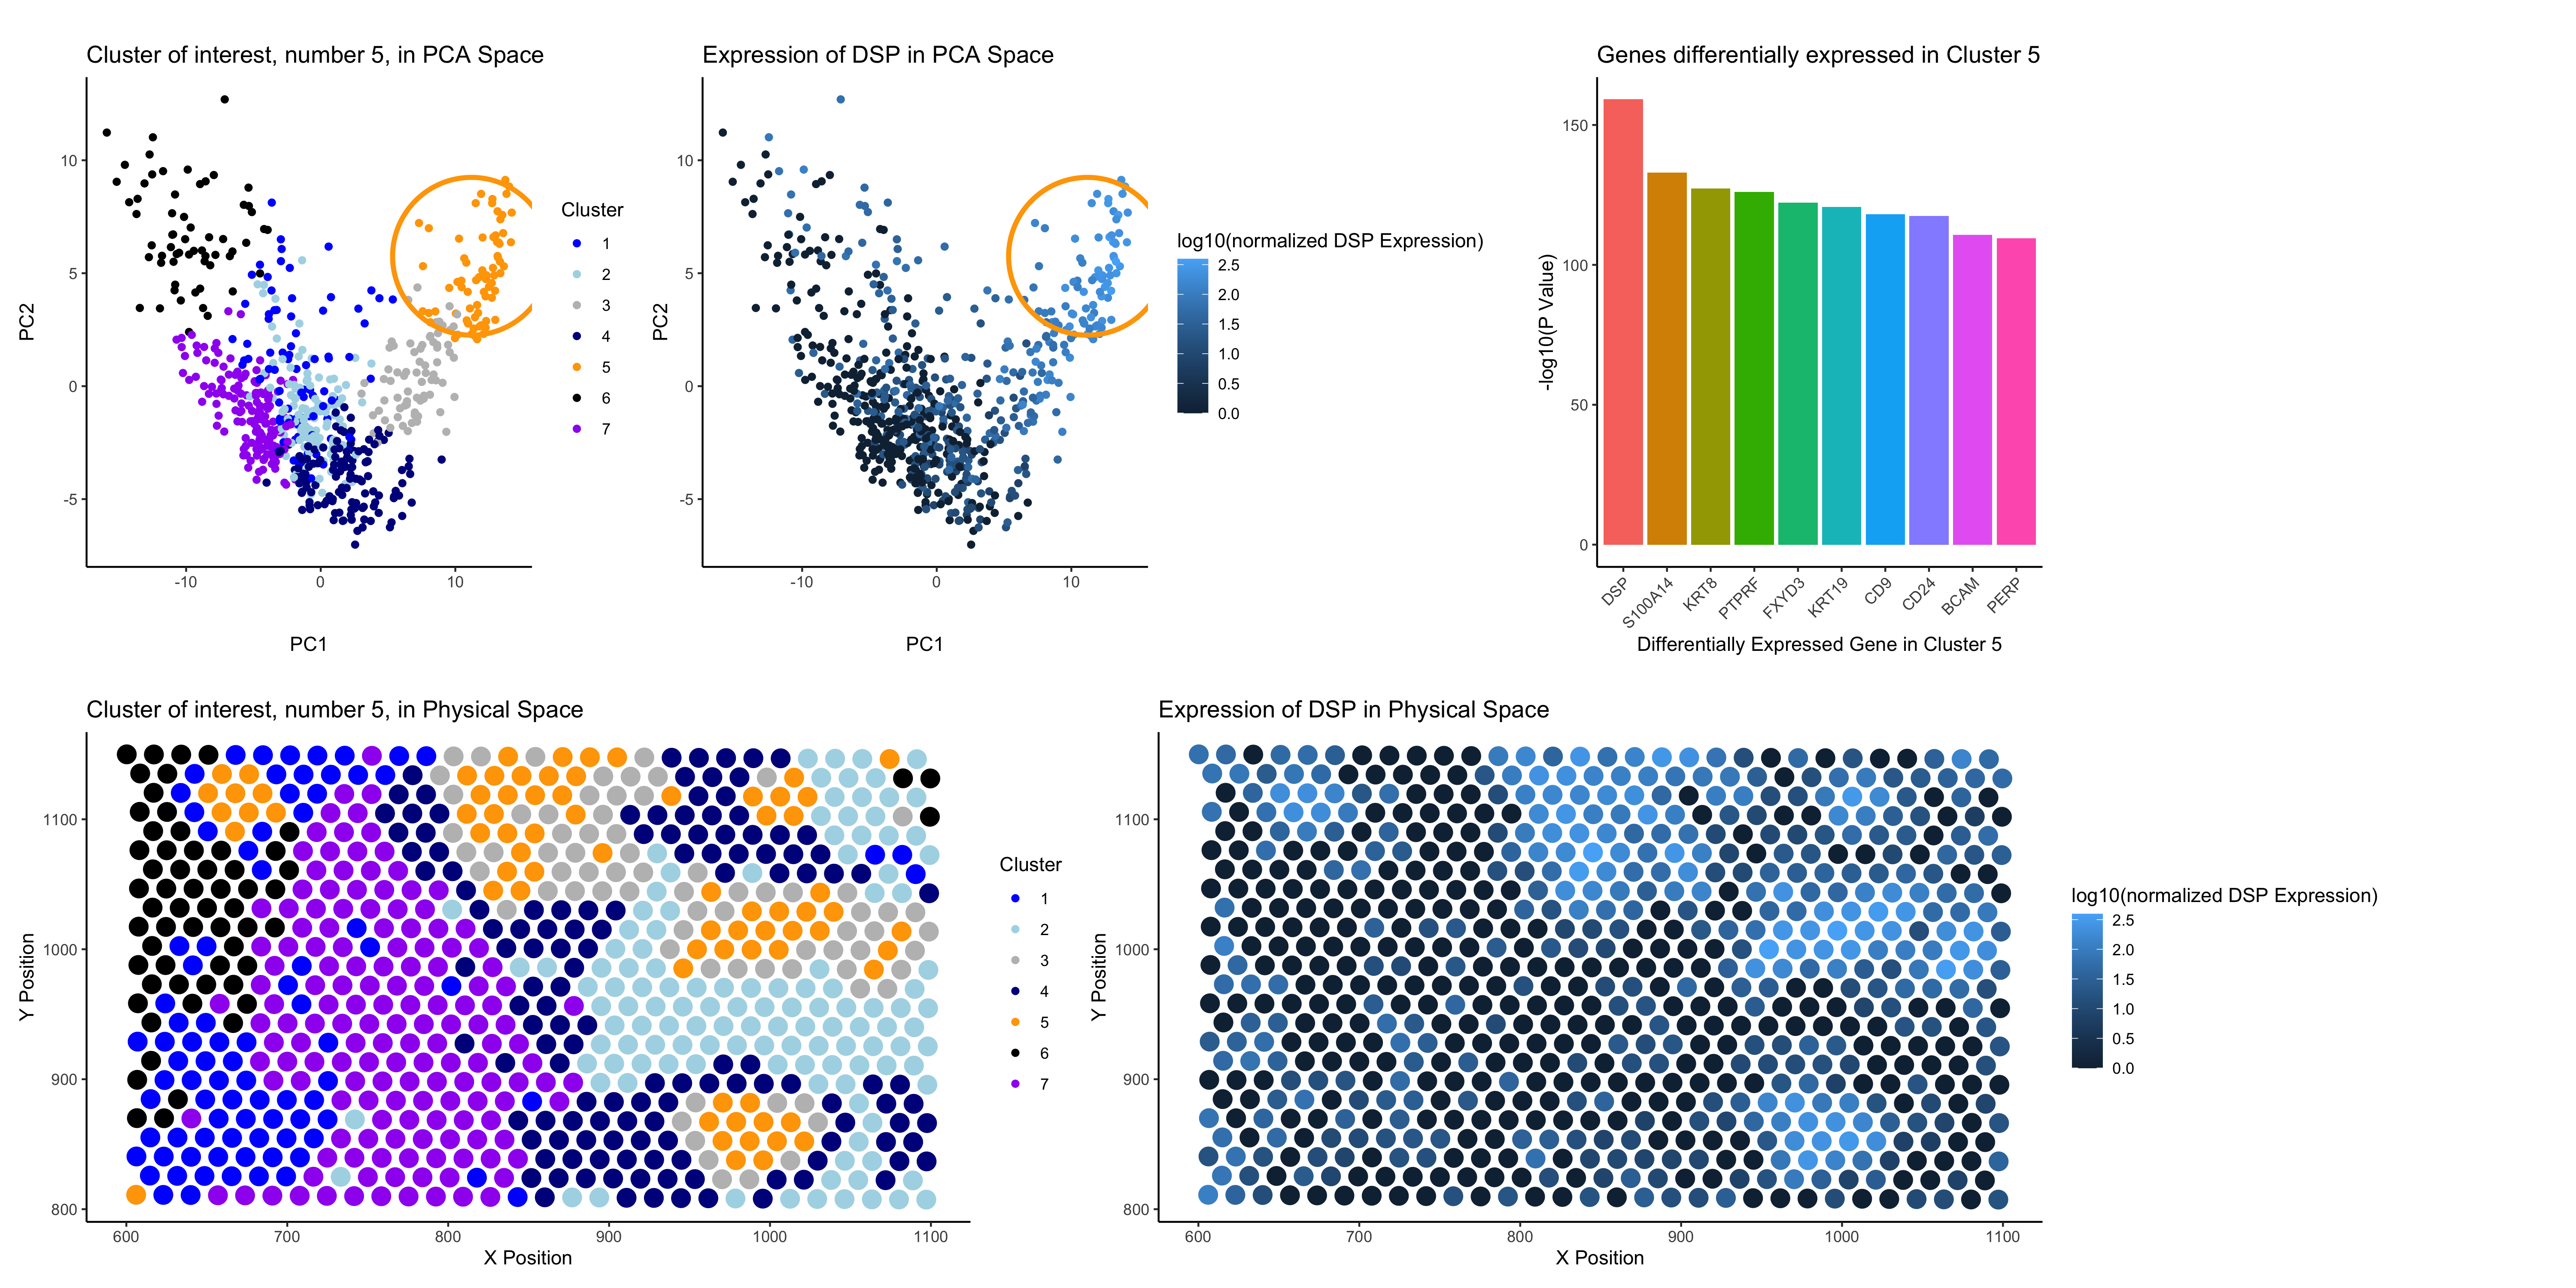 Cluster of interest, number 5, in PCA Space
PC2
10
5
0
-5
-10
0
10
PC1
Cluster
1
2
3
4
5
6
7
Expression of DSP in PCA Space
PC2
10
5
0
-5
-10
0
10
PC1
log10(normalized DSP Expression)
2.5
2.0
1.5
1.0
0.5
0.0
Genes differentially expressed in Cluster 5
-log10(P Value)
150
100
50
0
DSP
S100A14
KRT8
PTPRF
FXYD3
KRT19
CD9
CD24
BCAM
PERP
Differentially Expressed Gene in Cluster 5
Cluster of interest, number 5, in Physical Space
Y Position
1100
1000
900
800
600
700
800
900
1000
1100
X Position
Cluster
1
2
3
4
5
6
7
Expression of DSP in Physical Space
Y Position
1100
1000
900
800
600
700
800
900
1000
1100
X Position
log10(normalized DSP Expression)
2.5
2.0
1.5
1.0
0.5
0.0